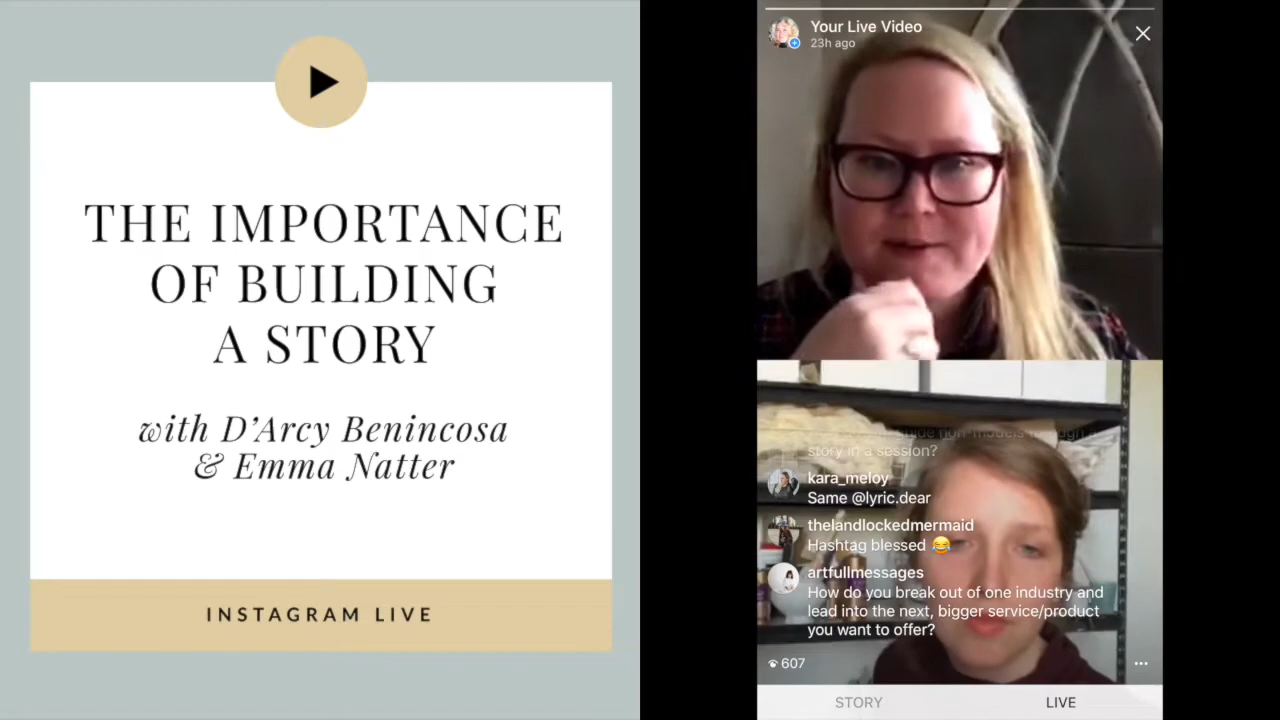 THE IMPORTANCE
OF BUILDING
A STORY
with D'Arcy Benincosa
& Emma Natter
INSTAGRAM LIVE
Your Live Video
23h ago
story in a session?
kara_meloy
Same @lyric.dear
thelandlockedmermaid
Hashtag blessed 😂
artfullmessages
How do you break out of one industry and
lead into the next, bigger service/product
you want to offer?
607
STORY
LIVE